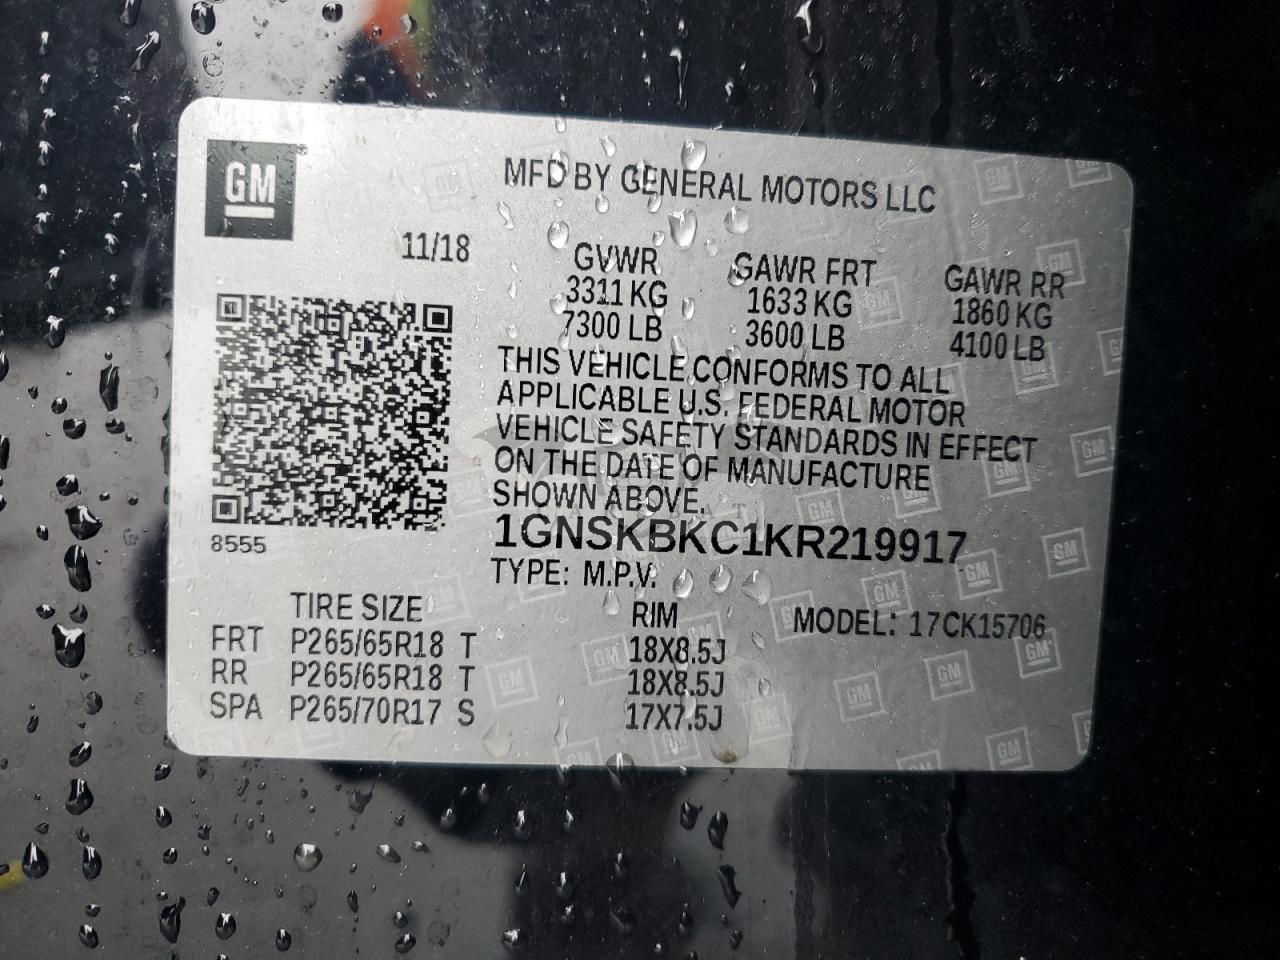 GM
MFD BY GENERAL MOTORS LLC
11/18
GVWR GAWR FRT GAWR RR
3311 KG 1633 KG 1860 KG
7300 LB 3600 LB 4100 LB
THIS VEHICLE CONFORMS TO ALL
APPLICABLE U.S. FEDERAL MOTOR
VEHICLE SAFETY STANDARDS IN EFFECT
ON THE DATE OF MANUFACTURE
SHOWN ABOVE.
8555
1GNSKBKC1KR219917
TYPE: M.P.V.
TIRE SIZE RIM MODEL: 17CK15706
FRT P265/65R18 T 18X8.5J
RR P265/65R18 T 18X8.5J
SPA P265/70R17 S 17X7.5J